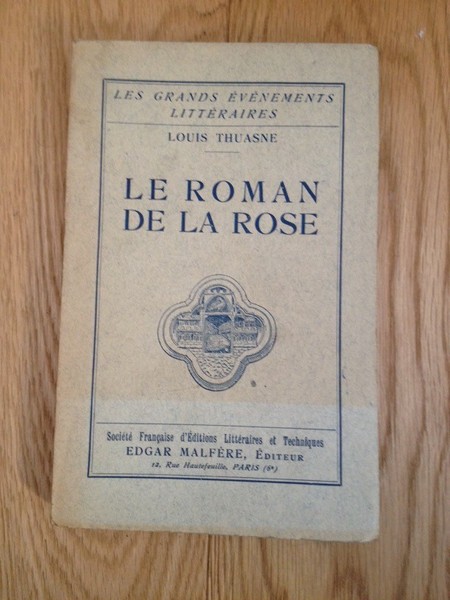 LES GRANDS ÉVÉNEMENTS
LITTÉRAIRES
LOUIS THUASNE
LE ROMAN
DE LA ROSE
Société Française d'Éditions Littéraires et Techniques
EDGAR MALFÈRE, ÉDITEUR
12, Rue Hautefeuille, PARIS (6e)